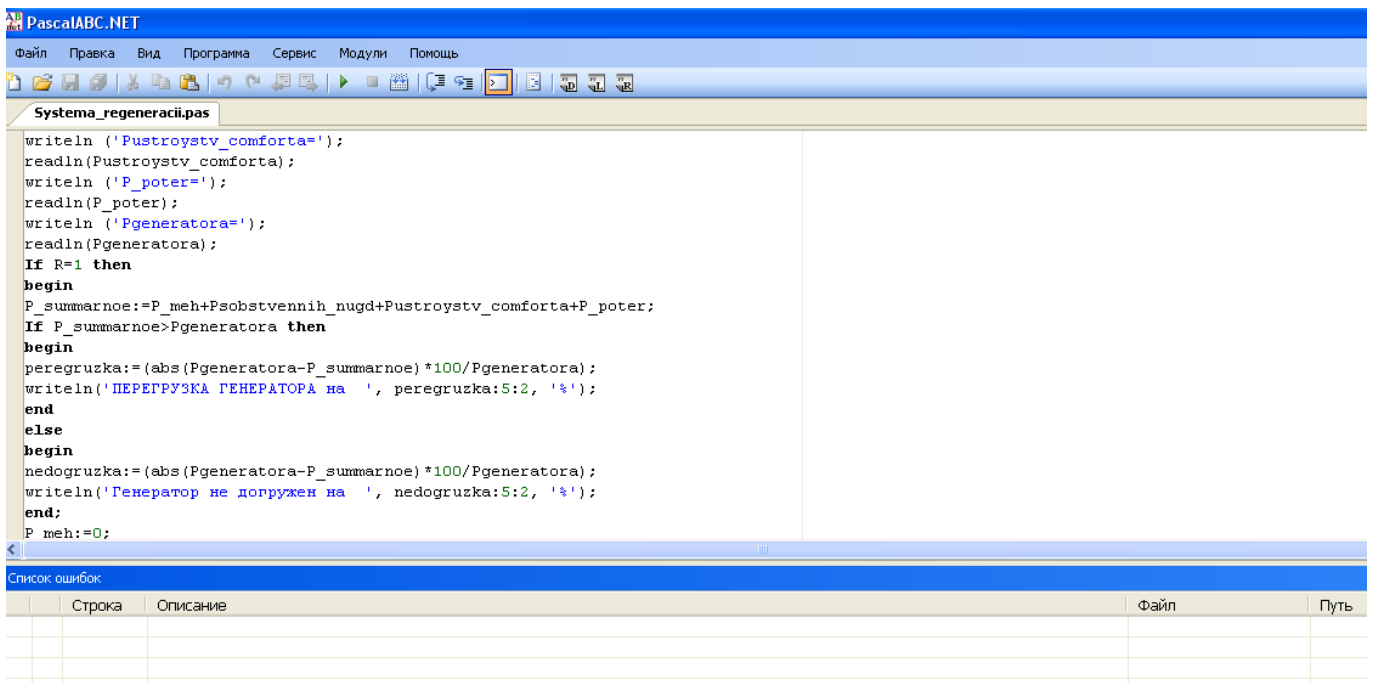 PascalABC.NET
Файл Правка Вид Программа Сервис Модули Помощь
Systema_regeneracii.pas
writeln ('Pustroystv_comforta=');
readln(Pustroystv_comforta);
writeln ('P_poter=');
readln(P_poter);
writeln ('Pgeneratora=');
readln(Pgeneratora);
If R=1 then
begin
P_summarnoe:=P_meh+Psobstvennih_nugd+Pustroystv_comforta+P_poter;
If P_summarnoe>Pgeneratora then
begin
peregruzka:=(abs(Pgeneratora-P_summarnoe)*100/Pgeneratora);
writeln('ПЕРЕГРУЗКА ГЕНЕРАТОРА на  ', peregruzka:5:2, '%');
end
else
begin
nedogruzka:=(abs(Pgeneratora-P_summarnoe)*100/Pgeneratora);
writeln('Генератор не догружен на  ', nedogruzka:5:2, '%');
end;
P_meh:=0;
Список ошибок
Строка Описание Файл Путь